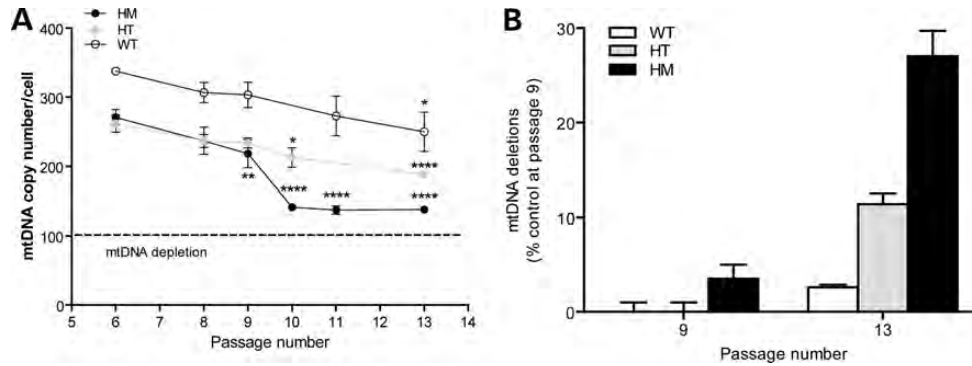 A
HM
HT
WT
mtDNA copy number/cell
400
300
200
100
0
*
*
**
****
****
****
****
mtDNA depletion
5 6 7 8 9 10 11 12 13 14
Passage number
B
WT
HT
HM
mtDNA deletions
(% control at passage 9)
30
20
10
0
9 13
Passage number